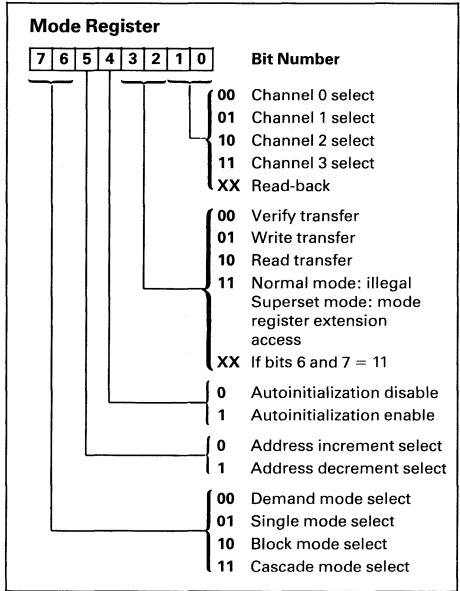 Mode Register
7 6 5 4 3 2 1 0 Bit Number
00 Channel 0 select
01 Channel 1 select
10 Channel 2 select
11 Channel 3 select
XX Read-back
00 Verify transfer
01 Write transfer
10 Read transfer
11 Normal mode: illegal
Superset mode: mode
register extension
access
XX If bits 6 and 7 = 11
0 Autoinitialization disable
1 Autoinitialization enable
0 Address increment select
1 Address decrement select
00 Demand mode select
01 Single mode select
10 Block mode select
11 Cascade mode select